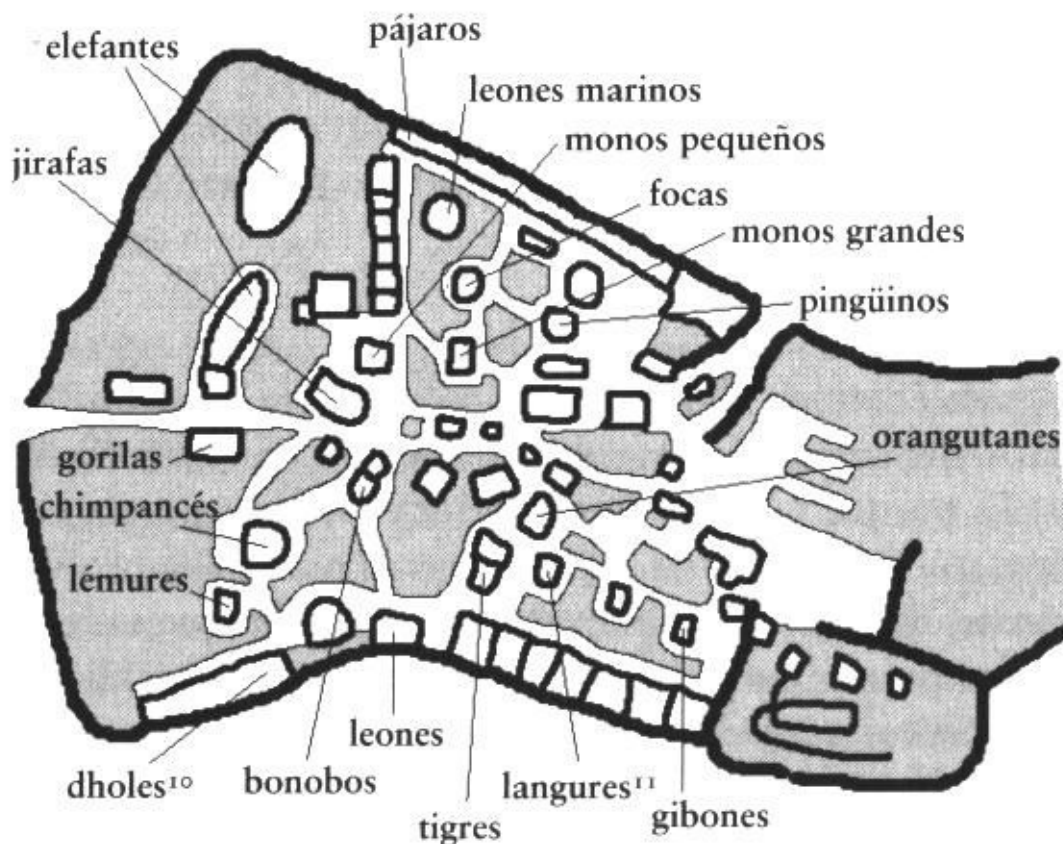 elefantes
pájaros
leones marinos
monos pequeños
jirafas
focas
monos grandes
pingüinos
orangutanes
gorilas
chimpancés
lémures
leones
dholes¹⁰
bonobos
langures¹¹
tigres
gibones